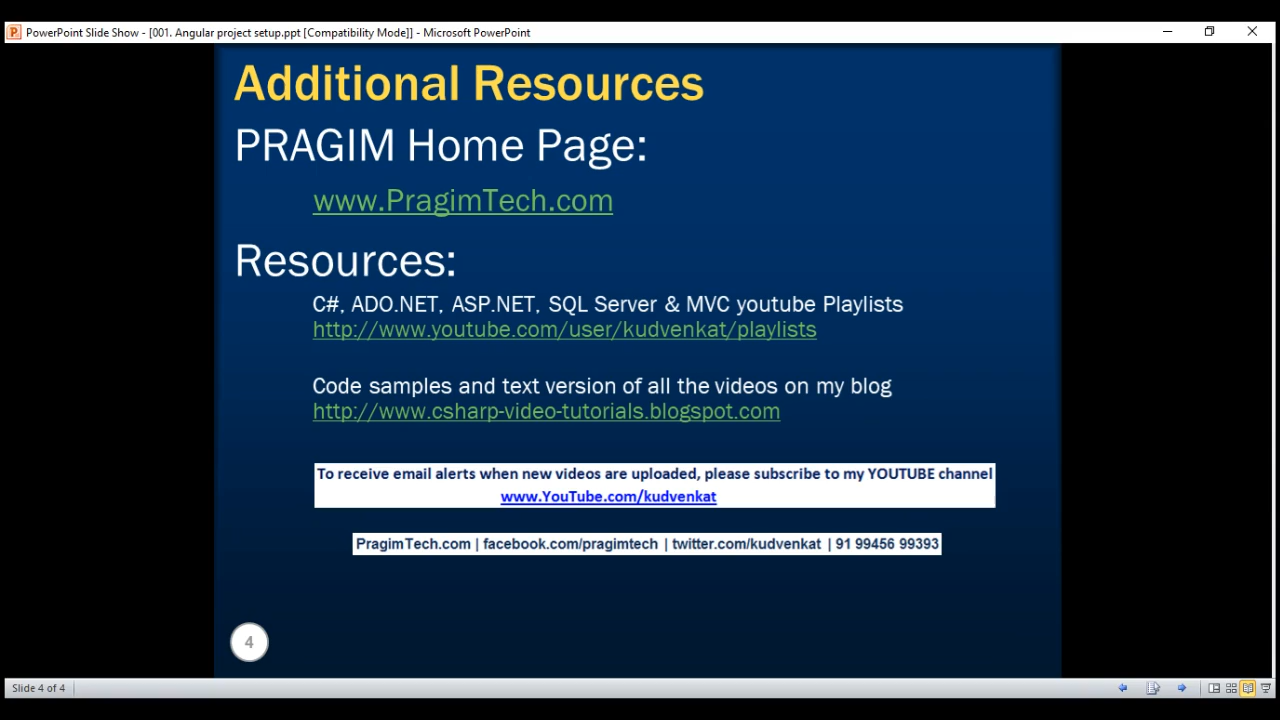 PowerPoint Slide Show - [001. Angular project setup.ppt [Compatibility Mode]] - Microsoft PowerPoint
Additional Resources
PRAGIM Home Page:
www.PragimTech.com
Resources:
C#, ADO.NET, ASP.NET, SQL Server & MVC youtube Playlists
http://www.youtube.com/user/kudvenkat/playlists
Code samples and text version of all the videos on my blog
http://www.csharp-video-tutorials.blogspot.com
To receive email alerts when new videos are uploaded, please subscribe to my YOUTUBE channel
www.YouTube.com/kudvenkat
PragimTech.com | facebook.com/pragimtech | twitter.com/kudvenkat | 91 99456 99393
4
Slide 4 of 4